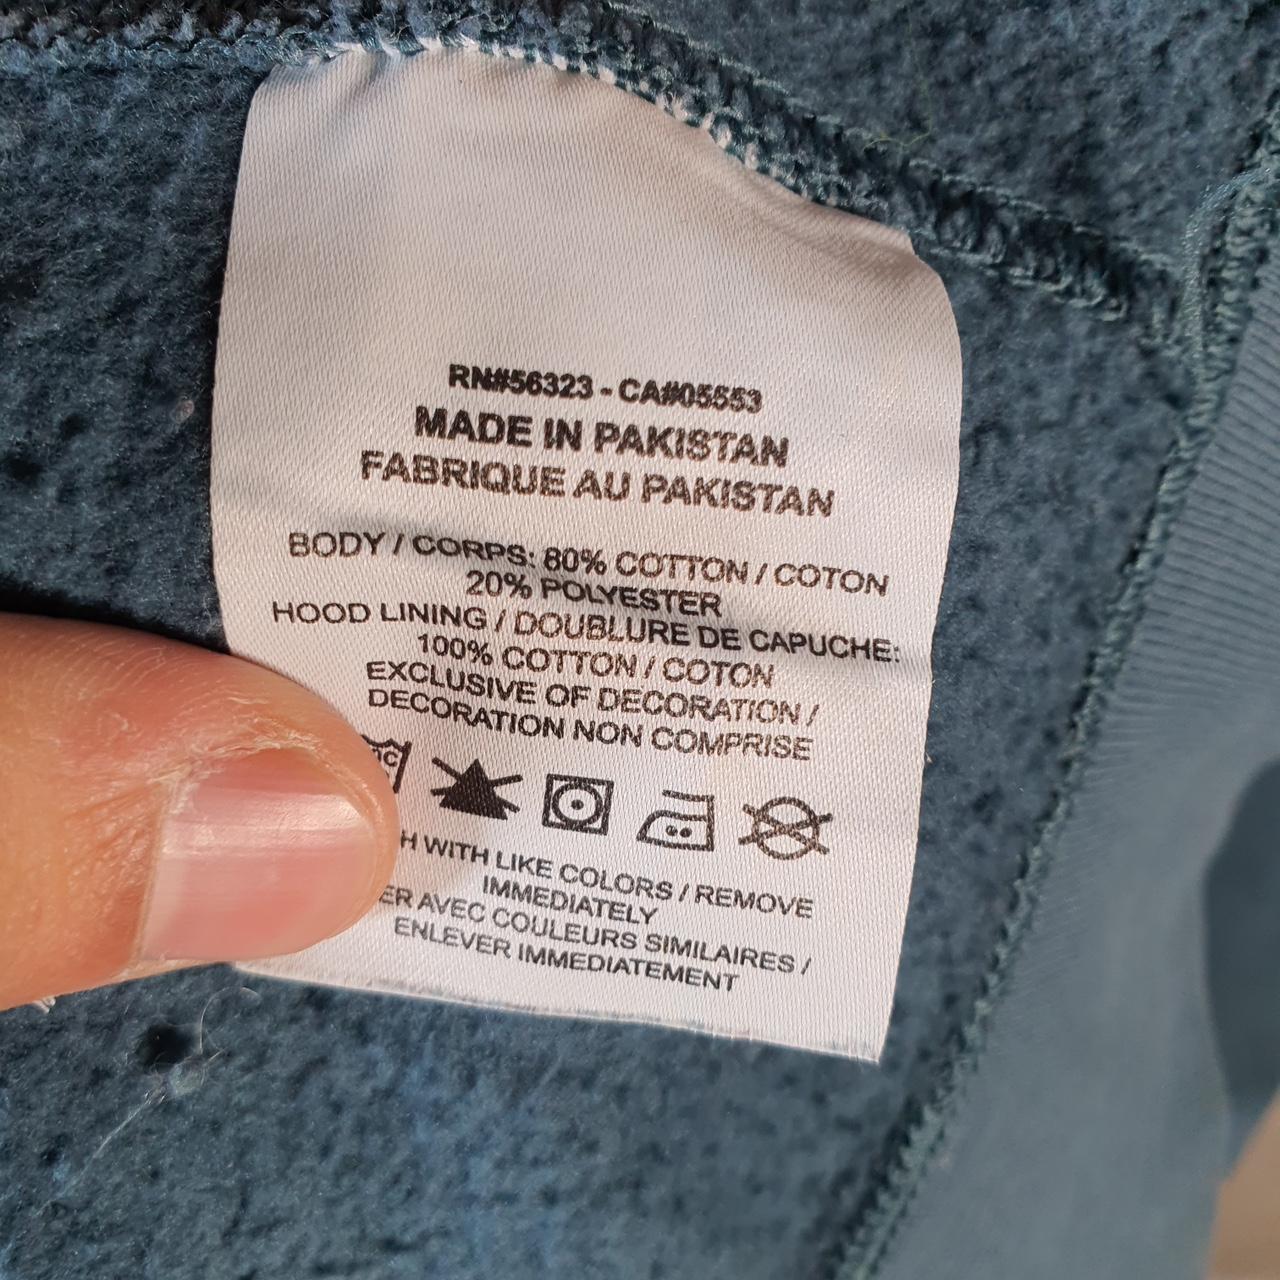 RN#56323 - CA#05553
MADE IN PAKISTAN
FABRIQUE AU PAKISTAN
BODY / CORPS: 80% COTTON / COTON
20% POLYESTER
HOOD LINING / DOUBLURE DE CAPUCHE:
100% COTTON / COTON
EXCLUSIVE OF DECORATION /
DECORATION NON COMPRISE
WITH LIKE COLORS / REMOVE
IMMEDIATELY
AVEC COULEURS SIMILAIRES /
ENLEVER IMMEDIATEMENT